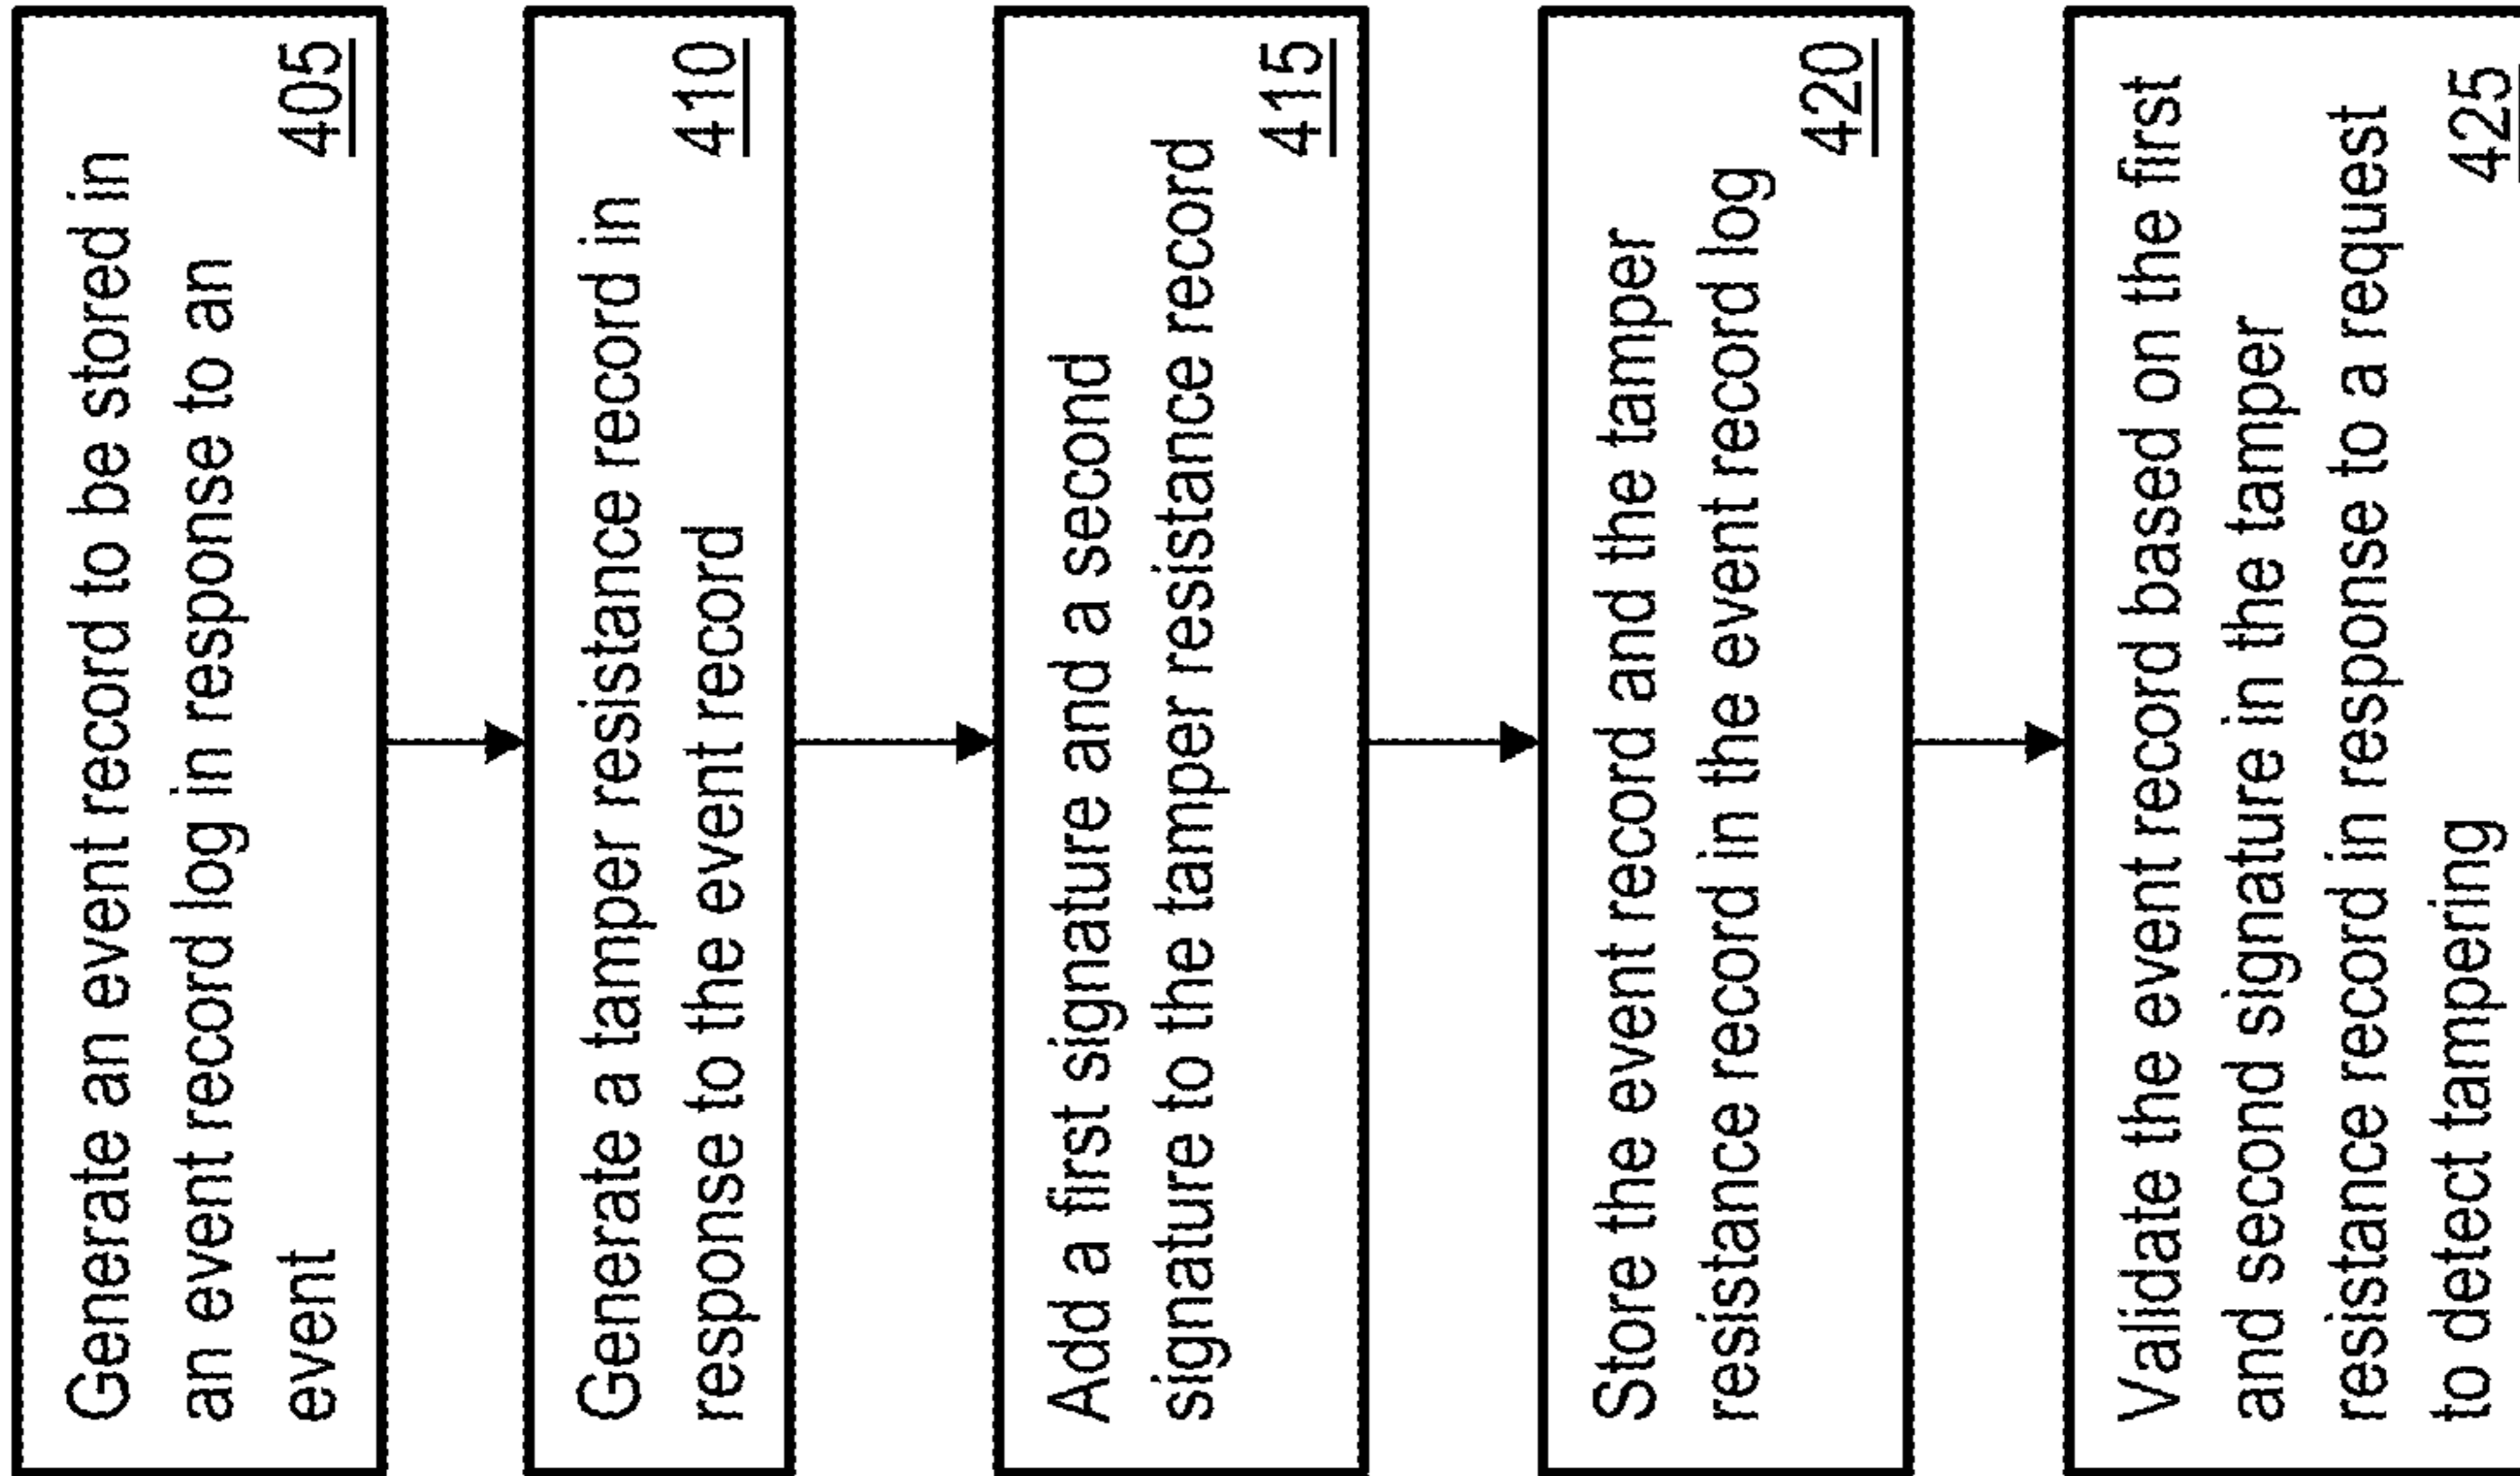 Generate an event record to be stored in
an event record log in response to an
event
405
Generate a tamper resistance record in
response to the event record
410
Add a first signature and a second
signature to the tamper resistance record
415
Store the event record and the tamper
resistance record in the event record log
420
Validate the event record based on the first
and second signature in the tamper
resistance record in response to a request
to detect tampering
425